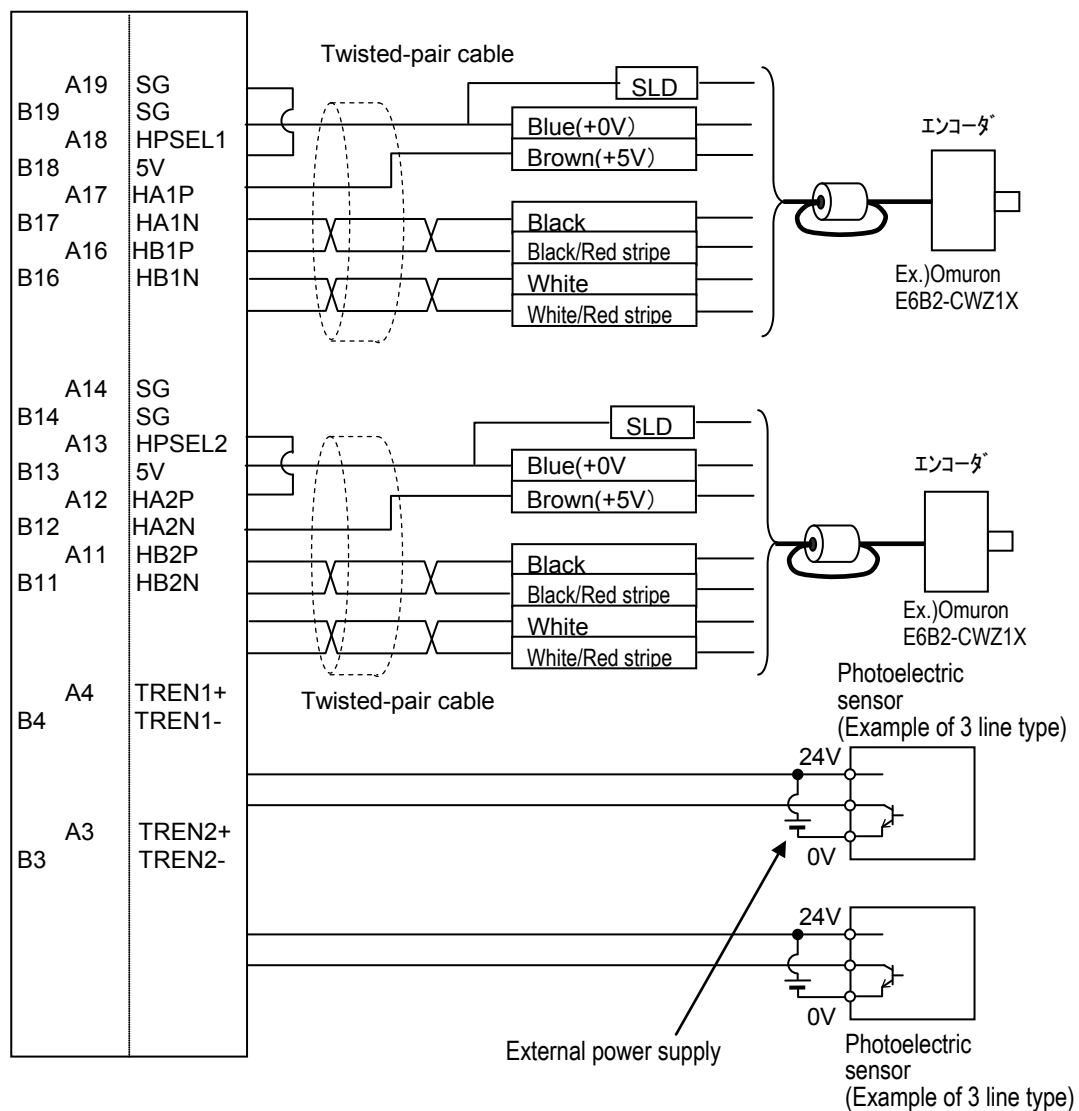 Twisted-pair cable
A19 SG
B19 SG
A18 HPSEL1
B18 5V
A17 HA1P
B17 HA1N
A16 HB1P
B16 HB1N
SLD
Blue(+0V）
Brown(+5V）
Black
Black/Red stripe
White
White/Red stripe
エンコーダ
Ex.)Omuron
E6B2-CWZ1X
A14 SG
B14 SG
A13 HPSEL2
B13 5V
A12 HA2P
B12 HA2N
A11 HB2P
B11 HB2N
SLD
Blue(+0V
Brown(+5V）
Black
Black/Red stripe
White
White/Red stripe
エンコーダ
Ex.)Omuron
E6B2-CWZ1X
Twisted-pair cable
A4 TREN1+
B4 TREN1-
Photoelectric
sensor
(Example of 3 line type)
24V
0V
A3 TREN2+
B3 TREN2-
24V
0V
External power supply
Photoelectric
sensor
(Example of 3 line type)